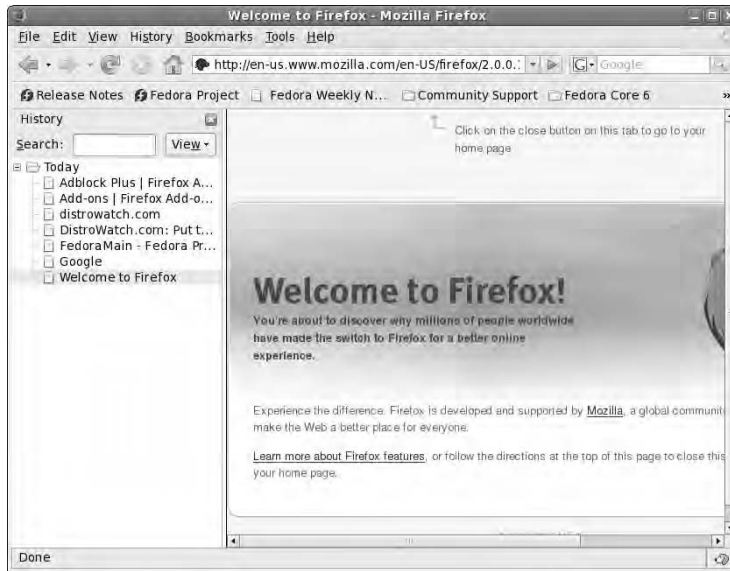 Welcome to Firefox - Mozilla Firefox
File Edit View History Bookmarks Tools Help
http://en-us.www.mozilla.com/en-US/firefox/2.0.0. G Google
Release Notes Fedora Project Fedora Weekly N... Community Support Fedora Core 6 »
History
Search: View
Today
Adblock Plus | Firefox A...
Add-ons | Firefox Add-o...
distrowatch.com
DistroWatch.com: Put t...
FedoraMain - Fedora Pr...
Google
Welcome to Firefox
Click on the close button on this tab to go to your
home page
Welcome to Firefox!
You're about to discover why millions of people worldwide
have made the switch to Firefox for a better online
experience.
Experience the difference. Firefox is developed and supported by Mozilla, a global communit
make the Web a better place for everyone.
Learn more about Firefox features, or follow the directions at the top of this page to close this
your home page.
Done